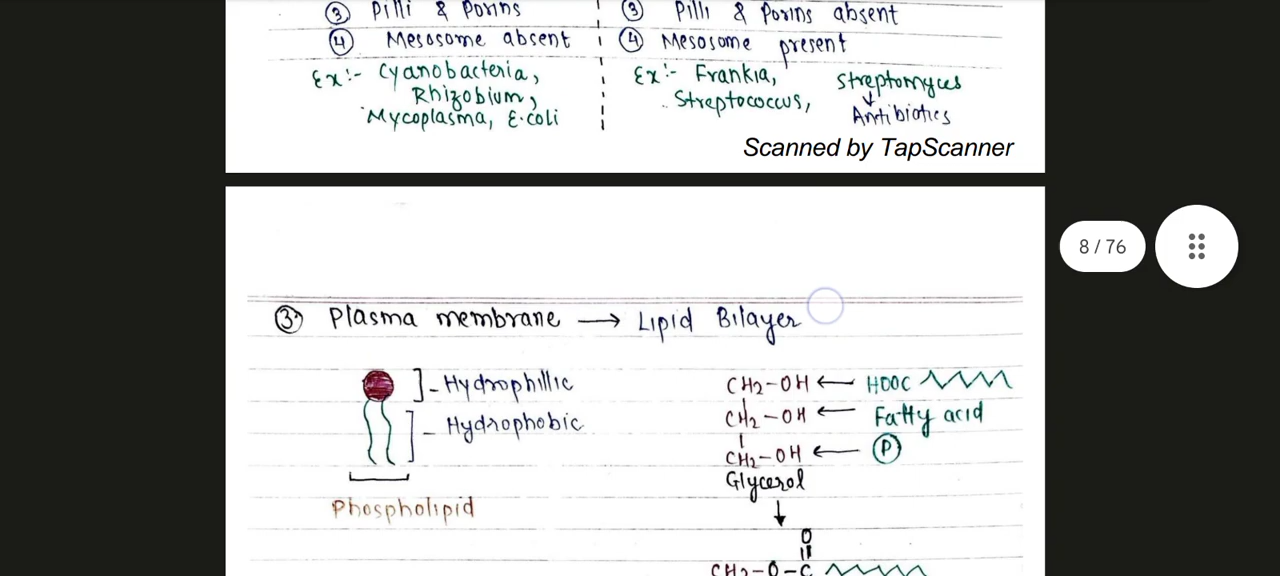 ③ Pilli & Porins
④ Mesosome absent
Ex:- Cyanobacteria,
Rhizobium,
Mycoplasma, E.coli
③ Pilli & Porins absent
④ Mesosome present
Ex:- Frankia, Streptomyces
Streptococcus, ↓
Antibiotics
Scanned by TapScanner
8 / 76
③ Plasma membrane → Lipid Bilayer
]- Hydrophillic
]- Hydrophobic
Phospholipid
CH2-OH ← HOOC
CH2-OH ← Fatty acid
CH2-OH ← P
Glycerol
↓
O
||
CH2-O-C